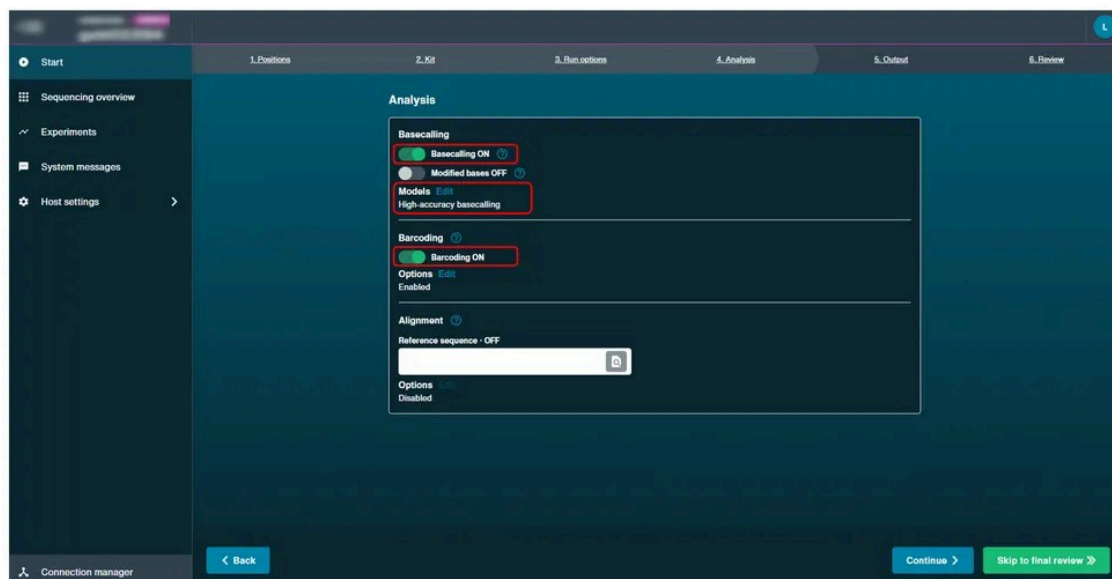 L
Start
1. Positions
2. Kit
3. Run options
4. Analysis
5. Output
6. Review
Sequencing overview
Experiments
System messages
Host settings
Analysis
Basecalling
Basecalling ON
Modified bases OFF
Models Edit
High-accuracy basecalling
Barcoding
Barcoding ON
Options Edit
Enabled
Alignment
Reference sequence - OFF
Options Edit
Disabled
Back
Continue
Skip to final review
Connection manager